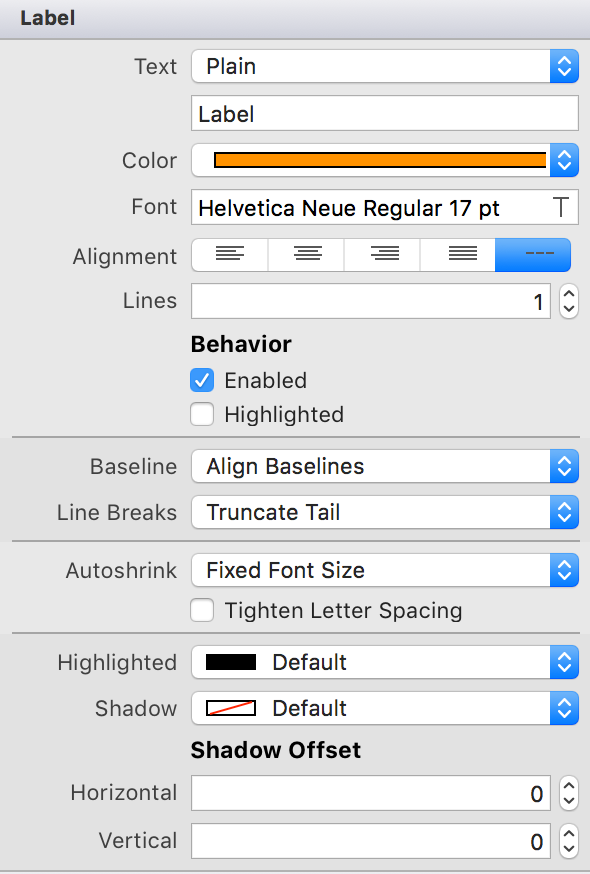 Label
Text Plain
Label
Color
Font Helvetica Neue Regular 17 pt T
Alignment ---
Lines 1
Behavior
Enabled
Highlighted
Baseline Align Baselines
Line Breaks Truncate Tail
Autoshrink Fixed Font Size
Tighten Letter Spacing
Highlighted Default
Shadow Default
Shadow Offset
Horizontal 0
Vertical 0